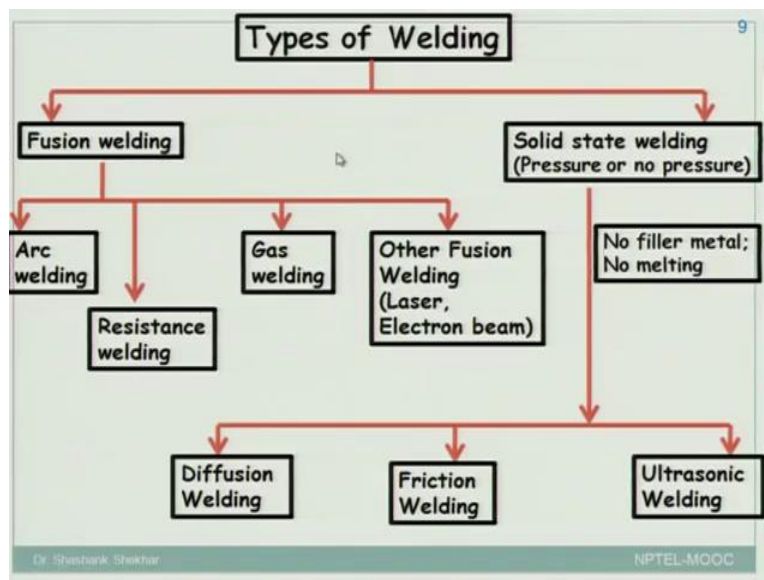 9
Types of Welding
Fusion welding
Solid state welding
(Pressure or no pressure)
Arc
welding
Resistance
welding
Gas
welding
Other Fusion
Welding
(Laser,
Electron beam)
No filler metal;
No melting
Diffusion
Welding
Friction
Welding
Ultrasonic
Welding
Dr. Shashank Shekhar
NPTEL-MOOC